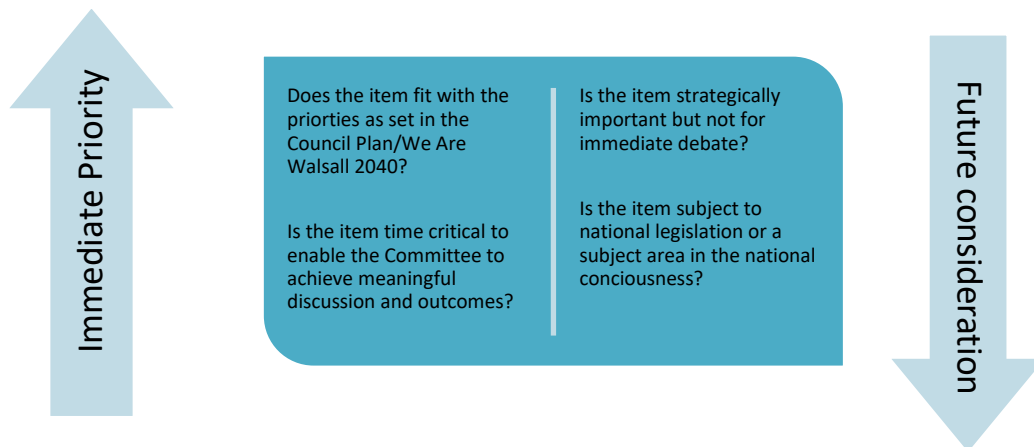 Immediate Priority
Does the item fit with the
priorties as set in the
Council Plan/We Are
Walsall 2040?
Is the item time critical to
enable the Committee to
achieve meaningful
discussion and outcomes?
Is the item strategically
important but not for
immediate debate?
Is the item subject to
national legislation or a
subject area in the national
conciousness?
Future consideration